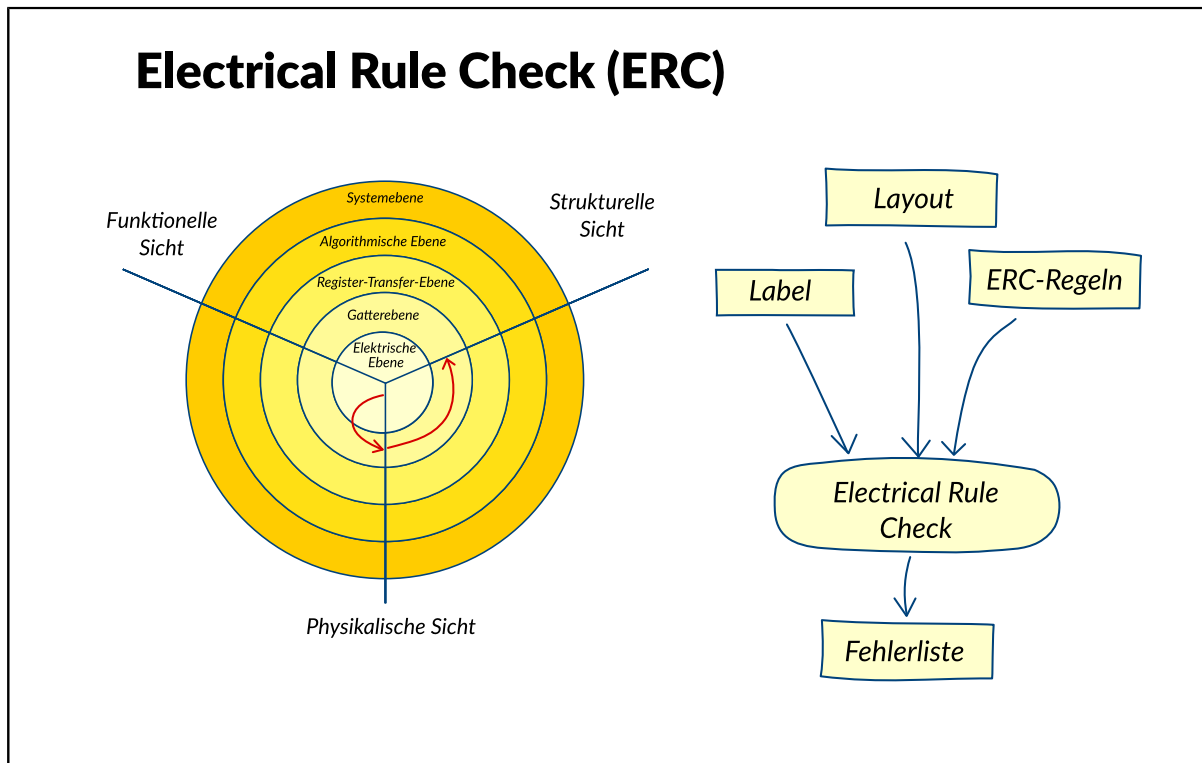 Electrical Rule Check (ERC)
Funktionelle
Sicht
Strukturelle
Sicht
Systemebene
Algorithmische Ebene
Register-Transfer-Ebene
Gatterebene
Elektrische
Ebene
Physikalische Sicht
Layout
Label
ERC-Regeln
Electrical Rule
Check
Fehlerliste